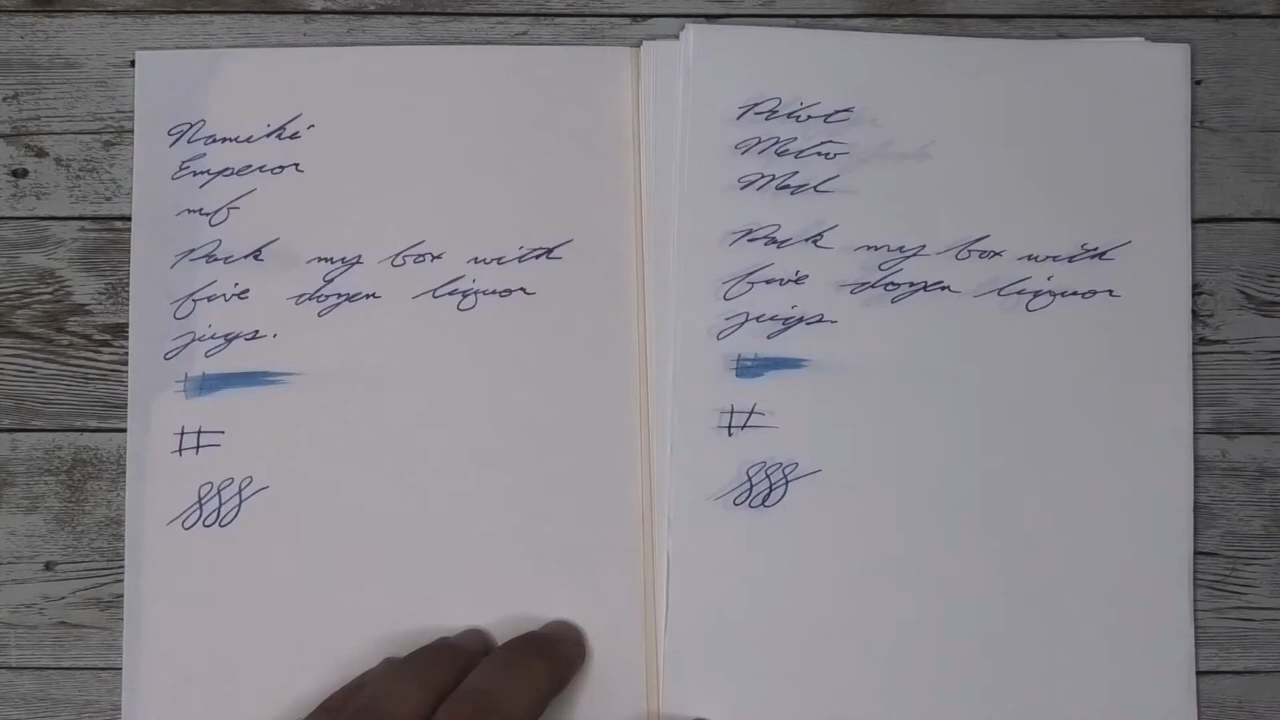 Namiki
Emperor
mf
Pack my box with
five dozen liquor
jugs.
#
#
Pilot
Metro
Med
Pack my box with
five dozen liquor
jugs.
#
#